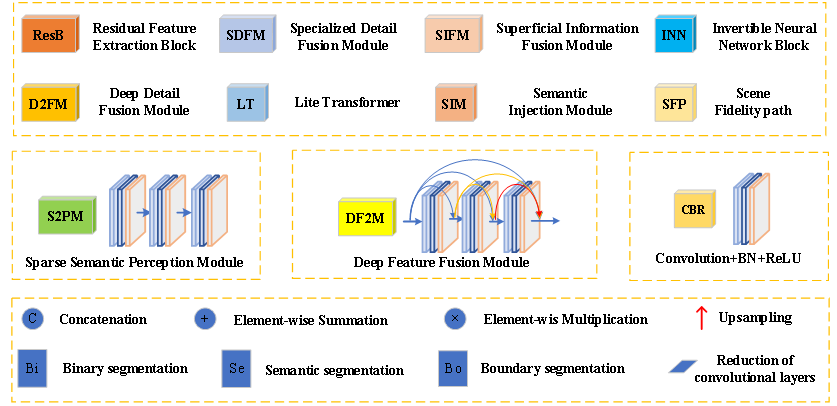 ResB
Residual Feature
Extraction Block
SDFM
Specialized Detail
Fusion Module
SIFM
Superficial Information
Fusion Module
INN
Invertible Neural
Network Block
D2FM
Deep Detail
Fusion Module
LT
Lite Transformer
SIM
Semantic
Injection Module
SFP
Scene
Fidelity path
S2PM
Sparse Semantic Perception Module
DF2M
Deep Feature Fusion Module
CBR
Convolution+BN+ReLU
C
Concatenation
+
Element-wise Summation
×
Element-wis Multiplication
Upsampling
Bi
Binary segmentation
Se
Semantic segmentation
Bo
Boundary segmentation
Reduction of
convolutional layers